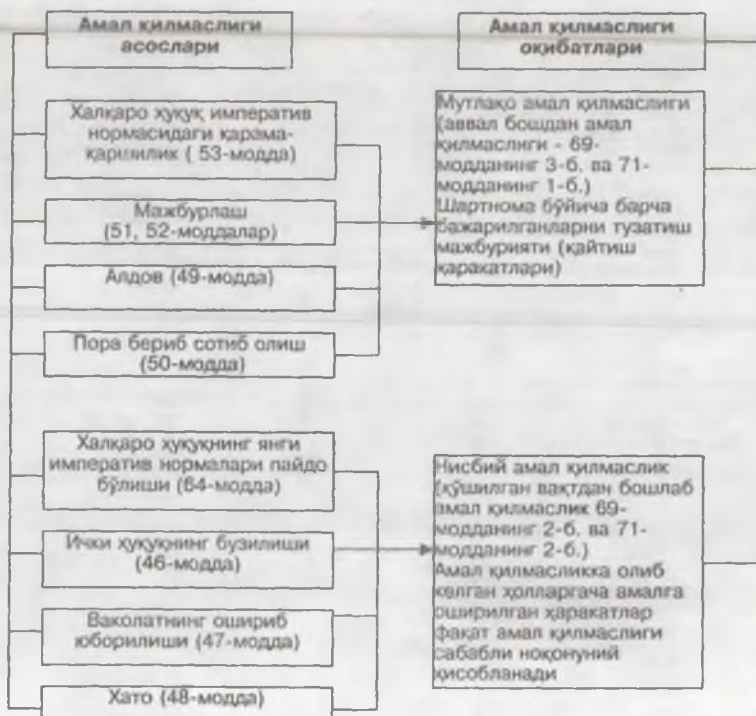 Амал қилмаслиги
асослари
Амал қилмаслиги
оқибатлари
Халқаро ҳуқуқ императив
нормасидаги қарама-
қаршилик ( 53-модда)
Мажбурлаш
(51, 52-моддалар)
Алдов (49-модда)
Пора бериб сотиб олиш
(50-модда)
Мутлақо амал қилмаслиги
(аввал бошдан амал
қилмаслиги - 69-
модданинг 3-б. ва 71-
модданинг 1-б.)
Шартнома бўйича барча
бажарилганларни тузатиш
мажбурияти (қайтиш
ҳаракатлари)
Халқаро ҳуқуқнинг янги
императив нормалари пайдо
бўлиши (64-модда)
Ички ҳуқуқнинг бузилиши
(46-модда)
Ваколатнинг ошириб
юборилиши (47-модда)
Хато (48-модда)
Нисбий амал қилмаслик
(қўшилган вақтдан бошлаб
амал қилмаслик 69-
модданинг 2-б. ва 71-
модданинг 2-б.)
Амал қилмасликка олиб
келган ҳолларгача амалга
оширилган ҳаракатлар
фақат амал қилмаслиги
сабабли ноқонуний
ҳисобланади